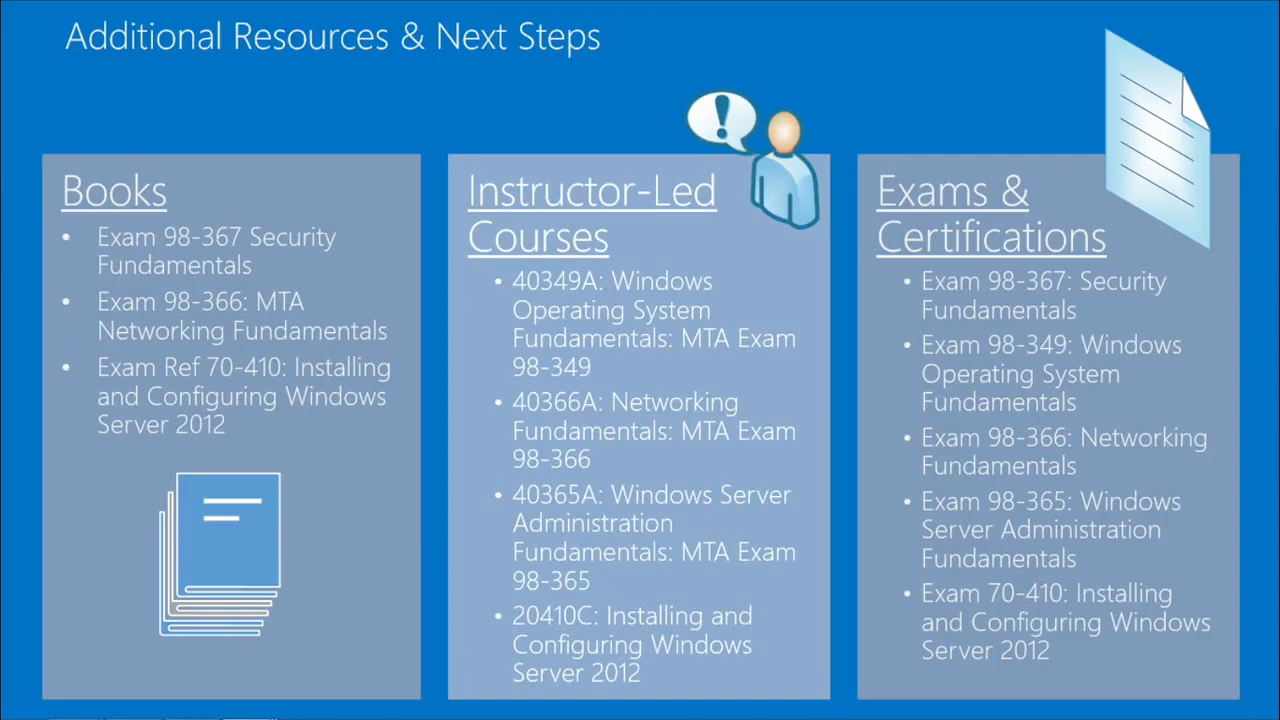 Additional Resources & Next Steps
Books
• Exam 98-367 Security
Fundamentals
• Exam 98-366: MTA
Networking Fundamentals
• Exam Ref 70-410: Installing
and Configuring Windows
Server 2012
Instructor-Led
Courses
• 40349A: Windows
Operating System
Fundamentals: MTA Exam
98-349
• 40366A: Networking
Fundamentals: MTA Exam
98-366
• 40365A: Windows Server
Administration
Fundamentals: MTA Exam
98-365
• 20410C: Installing and
Configuring Windows
Server 2012
Exams &
Certifications
• Exam 98-367: Security
Fundamentals
• Exam 98-349: Windows
Operating System
Fundamentals
• Exam 98-366: Networking
Fundamentals
• Exam 98-365: Windows
Server Administration
Fundamentals
• Exam 70-410: Installing
and Configuring Windows
Server 2012